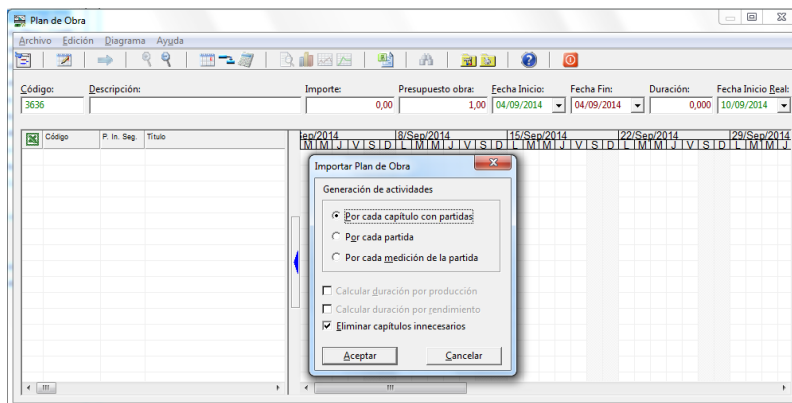 Plan de Obra
Archivo Edición Diagrama Ayuda
Código: Descripción: Importe: Presupuesto obra: Fecha Inicio: Fecha Fin: Duración: Fecha Inicio Real:
3636 0,00 1,00 04/09/2014 04/09/2014 0,000 10/09/2014
Código P. In. Seg. Título
ep/2014 8/Sep/2014 15/Sep/2014 22/Sep/2014 29/Sep/2014
M M J V S D L M M J V S D L M M J V S D L M M J V S D L M M J
Importar Plan de Obra
Generación de actividades
Por cada capítulo con partidas
Por cada partida
Por cada medición de la partida
Calcular duración por producción
Calcular duración por rendimiento
Eliminar capítulos innecesarios
Aceptar Cancelar